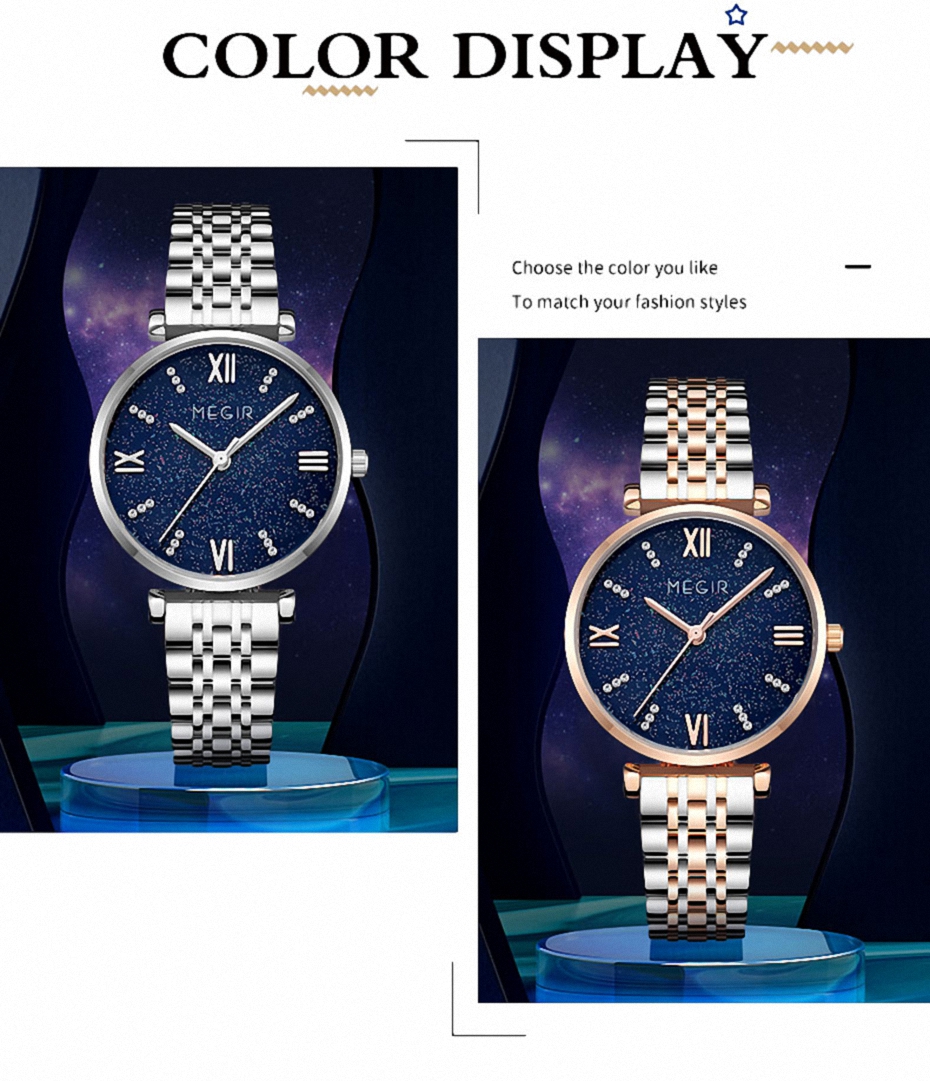 COLOR DISPLAY
Choose the color you like
To match your fashion styles
XII
MEGIR
IX
III
VI
XII
MEGIR
IX
III
VI